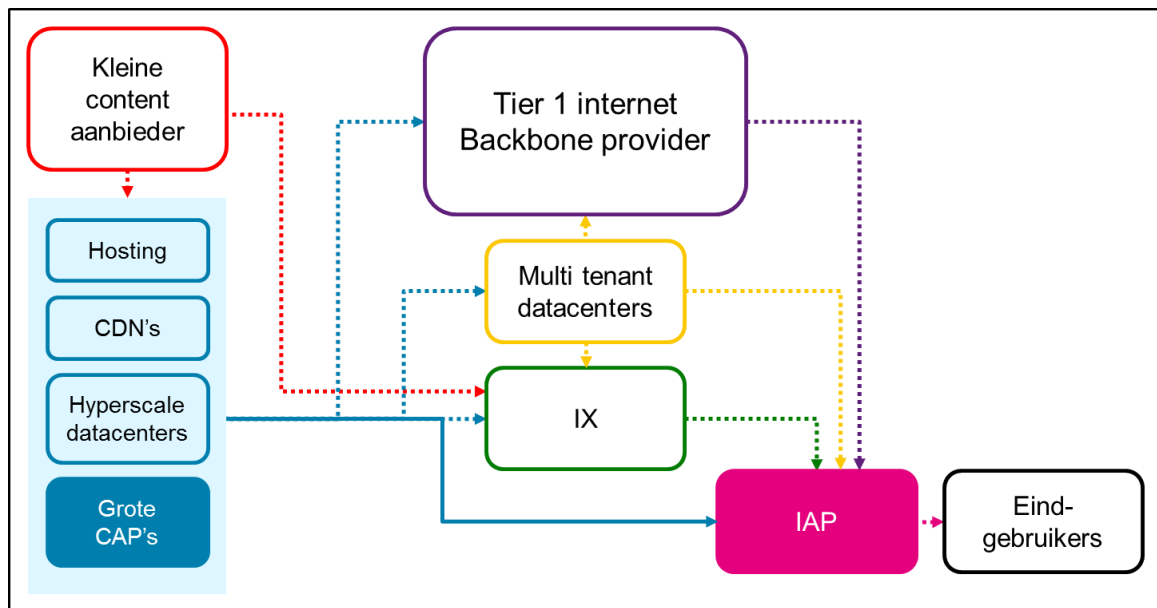 Kleine
content
aanbieder
Hosting
CDN's
Hyperscale
datacenters
Grote
CAP's
Tier 1 internet
Backbone provider
Multi tenant
datacenters
IX
IAP
Eind-
gebruikers